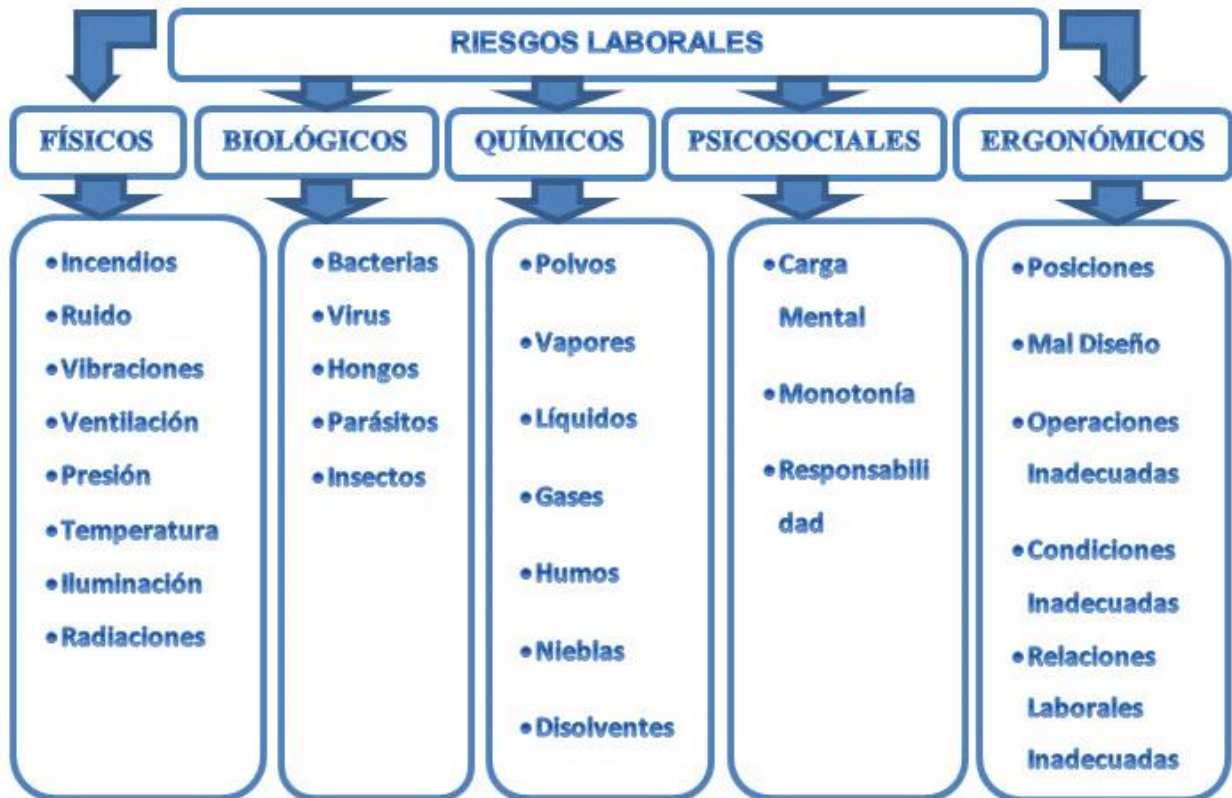 RIESGOS LABORALES
FÍSICOS
BIOLÓGICOS
QUÍMICOS
PSICOSOCIALES
ERGONÓMICOS
•Incendios
•Ruido
•Vibraciones
•Ventilación
•Presión
•Temperatura
•Iluminación
•Radiaciones
•Bacterias
•Virus
•Hongos
•Parásitos
•Insectos
•Polvos
•Vapores
•Líquidos
•Gases
•Humos
•Nieblas
•Disolventes
•Carga
Mental
•Monotonía
•Responsabili
dad
•Posiciones
•Mal Diseño
•Operaciones
Inadecuadas
•Condiciones
Inadecuadas
•Relaciones
Laborales
Inadecuadas